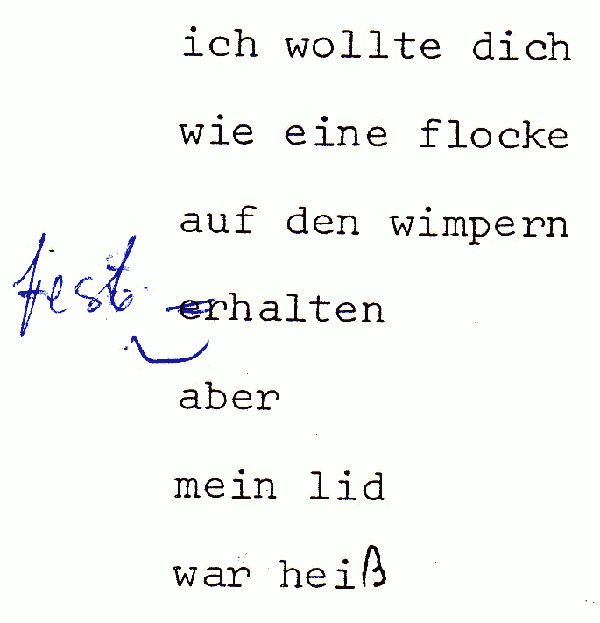 ich wollte dich
wie eine flocke
auf den wimpern
fest erhalten
aber
mein lid
war heiß